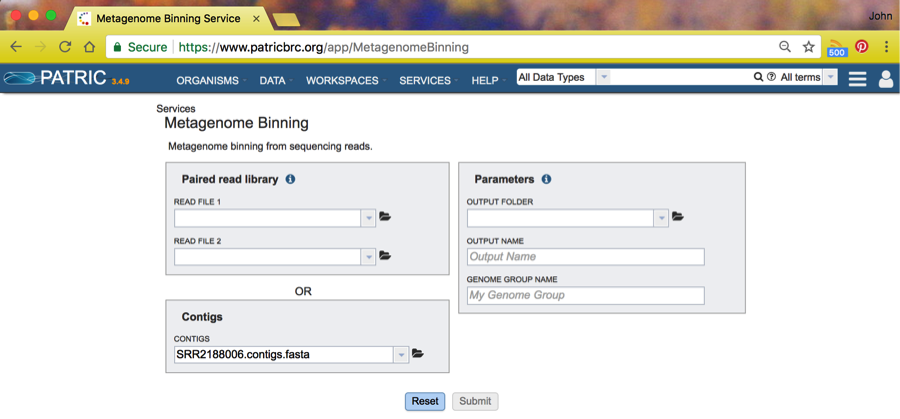 Metagenome Binning Service
John
Secure https://www.patricbrc.org/app/MetagenomeBinning
500
PATRIC 3.4.9
ORGANISMS DATA WORKSPACES SERVICES HELP All Data Types All terms
Services
Metagenome Binning
Metagenome binning from sequencing reads.
Paired read library
READ FILE 1
READ FILE 2
OR
Contigs
CONTIGS
SRR2188006.contigs.fasta
Parameters
OUTPUT FOLDER
OUTPUT NAME
Output Name
GENOME GROUP NAME
My Genome Group
Reset Submit